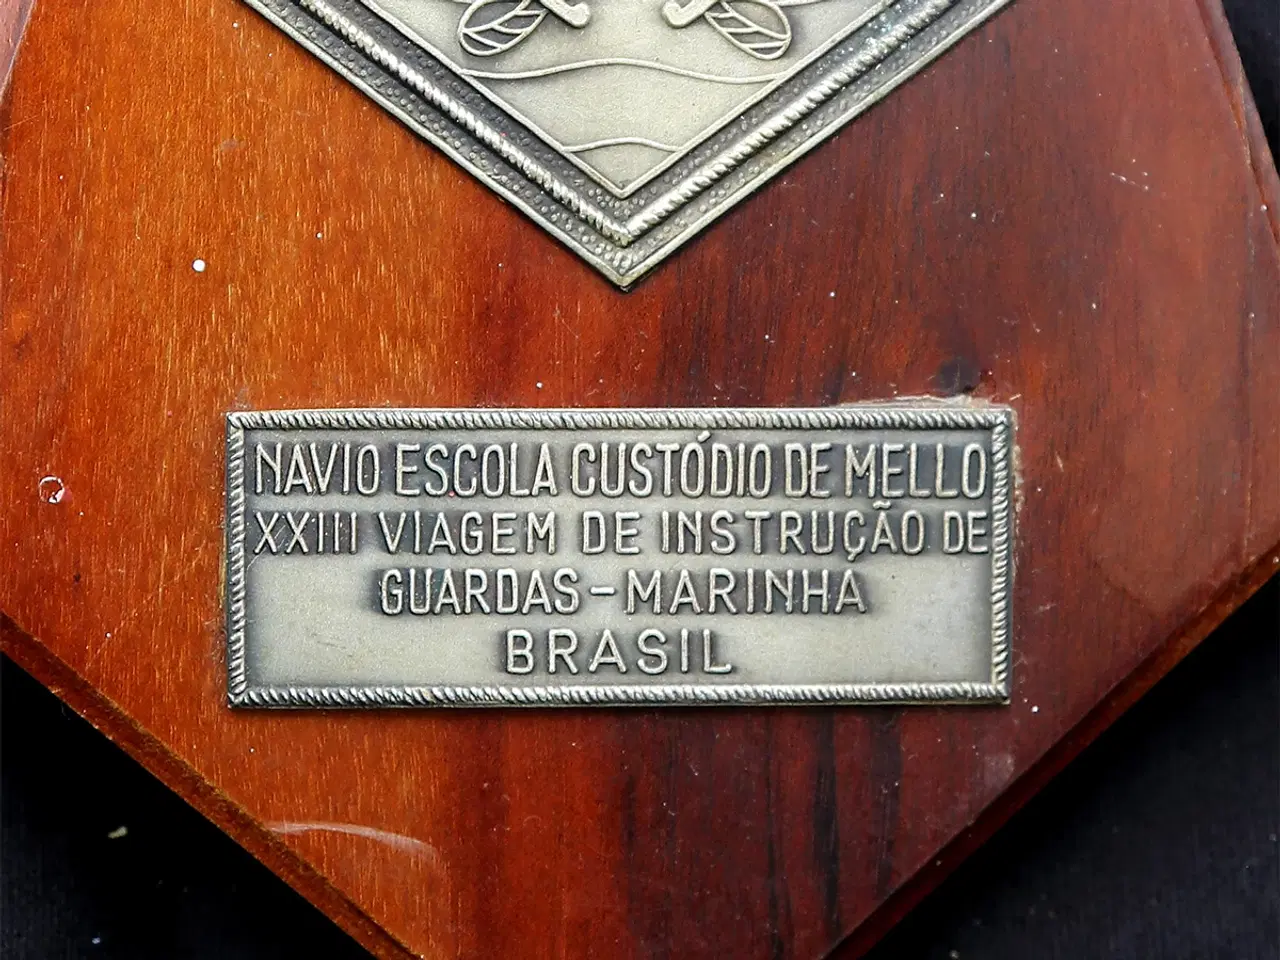 NAVIO ESCOLA CUSTÓDIO DE MELLO
XXIII VIAGEM DE INSTRUÇÃO DE
GUARDAS-MARINHA
BRASIL